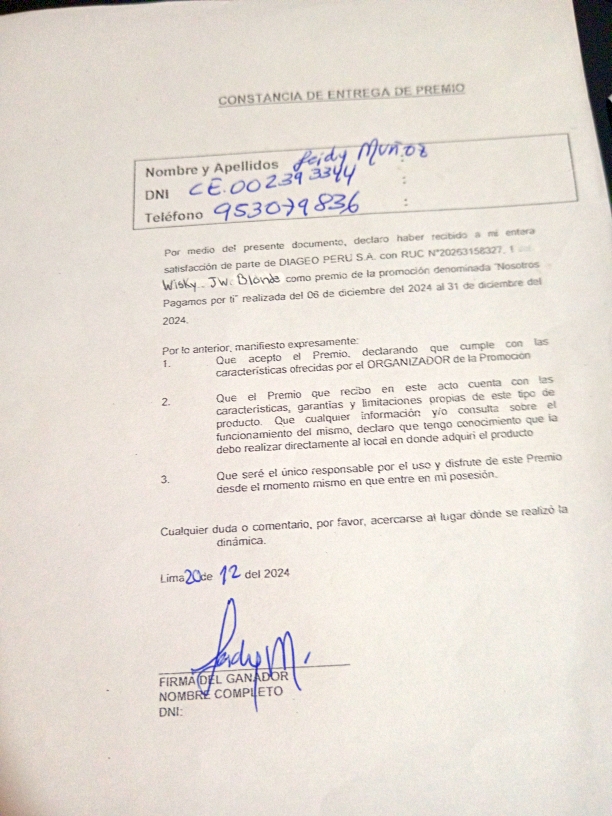 CONSTANCIA DE ENTREGA DE PREMIO
Nombre y Apellidos Leidy Muñoz
DNI CE.002393344 :
Teléfono 953079836 :
Por medio del presente documento, declaro haber recibido a mi entera
satisfacción de parte de DIAGEO PERU S.A. con RUC N°20263158327, 1
Wisky JW. Blonde como premio de la promoción denominada "Nosotros
Pagamos por ti" realizada del 06 de diciembre del 2024 al 31 de diciembre del
2024.
Por lo anterior, manifiesto expresamente:
1. Que acepto el Premio, declarando que cumple con las
características ofrecidas por el ORGANIZADOR de la Promoción
2. Que el Premio que recibo en este acto cuenta con las
características, garantías y limitaciones propias de este tipo de
producto. Que cualquier información y/o consulta sobre el
funcionamiento del mismo, declaro que tengo conocimiento que la
debo realizar directamente al local en donde adquirí el producto
3. Que seré el único responsable por el uso y disfrute de este Premio
desde el momento mismo en que entre en mi posesión.
Cualquier duda o comentario, por favor, acercarse al lugar dónde se realizó la
dinámica.
Lima 20 de 12 del 2024
Leidy M.
FIRMA DEL GANADOR
NOMBRE COMPLETO
DNI: